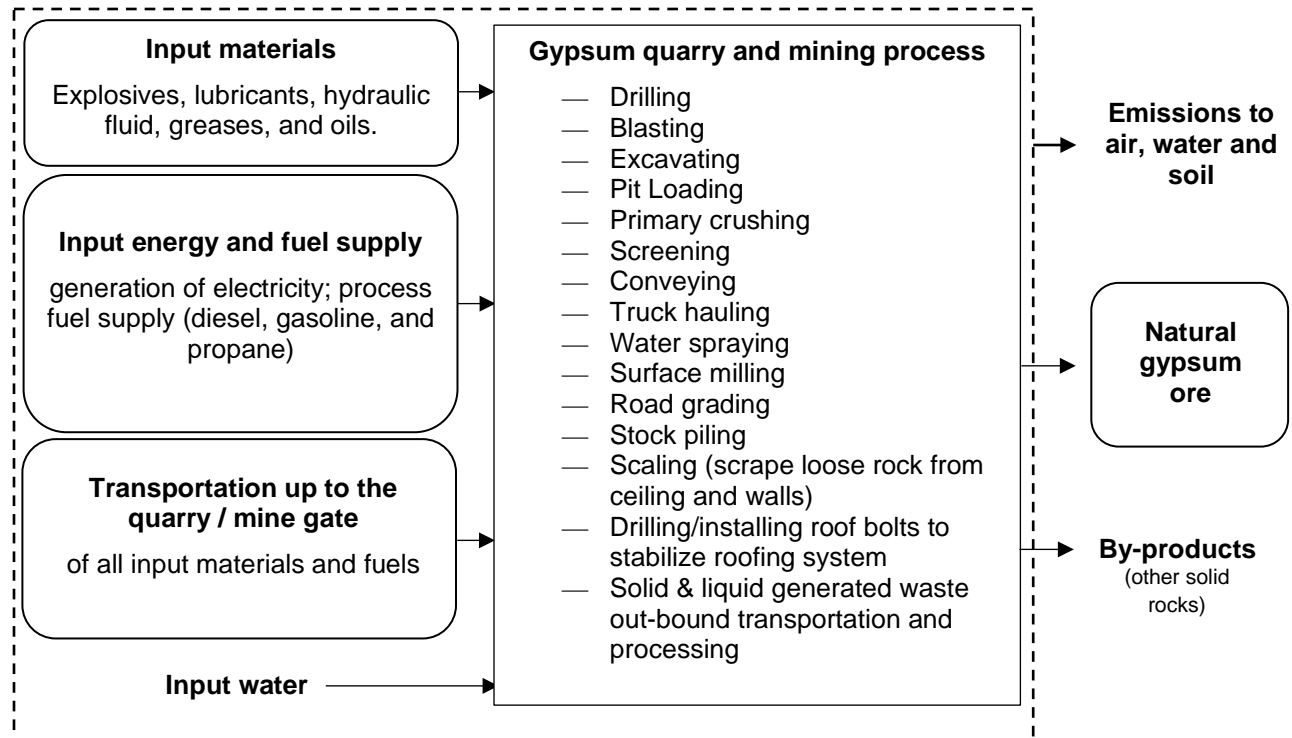 Input materials
Explosives, lubricants, hydraulic
fluid, greases, and oils.
Input energy and fuel supply
generation of electricity; process
fuel supply (diesel, gasoline, and
propane)
Transportation up to the
quarry / mine gate
of all input materials and fuels
Input water
Gypsum quarry and mining process
— Drilling
— Blasting
— Excavating
— Pit Loading
— Primary crushing
— Screening
— Conveying
— Truck hauling
— Water spraying
— Surface milling
— Road grading
— Stock piling
— Scaling (scrape loose rock from
ceiling and walls)
— Drilling/installing roof bolts to
stabilize roofing system
— Solid & liquid generated waste
out-bound transportation and
processing
Emissions to
air, water and
soil
Natural
gypsum
ore
By-products
(other solid
rocks)